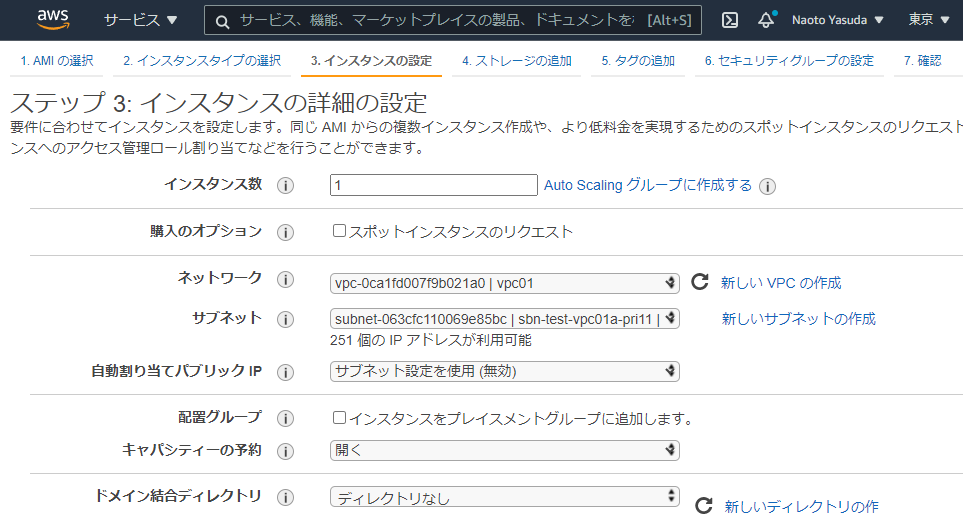 aws サービス ▼ サービス、機能、マーケットプレイスの製品、ドキュメントを [Alt+S] Naoto Yasuda ▼ 東京 ▼
1. AMI の選択 2. インスタンスタイプの選択 3. インスタンスの設定 4. ストレージの追加 5. タグの追加 6. セキュリティグループの設定 7. 確認
ステップ 3: インスタンスの詳細の設定
要件に合わせてインスタンスを設定します。同じ AMI からの複数インスタンス作成や、より低料金を実現するためのスポットインスタンスのリクエスト
ンスへのアクセス管理ロール割り当てなどを行うことができます。
インスタンス数 i 1 Auto Scaling グループに作成する i
購入のオプション i スポットインスタンスのリクエスト
ネットワーク i vpc-0ca1fd007f9b021a0 | vpc01 新しい VPC の作成
サブネット i subnet-063cfc110069e85bc | sbn-test-vpc01a-pri11 | 新しいサブネットの作成
251 個の IP アドレスが利用可能
自動割り当てパブリック IP i サブネット設定を使用 (無効)
配置グループ i インスタンスをプレイスメントグループに追加します。
キャパシティーの予約 i 開く
ドメイン結合ディレクトリ i ディレクトリなし 新しいディレクトリの作